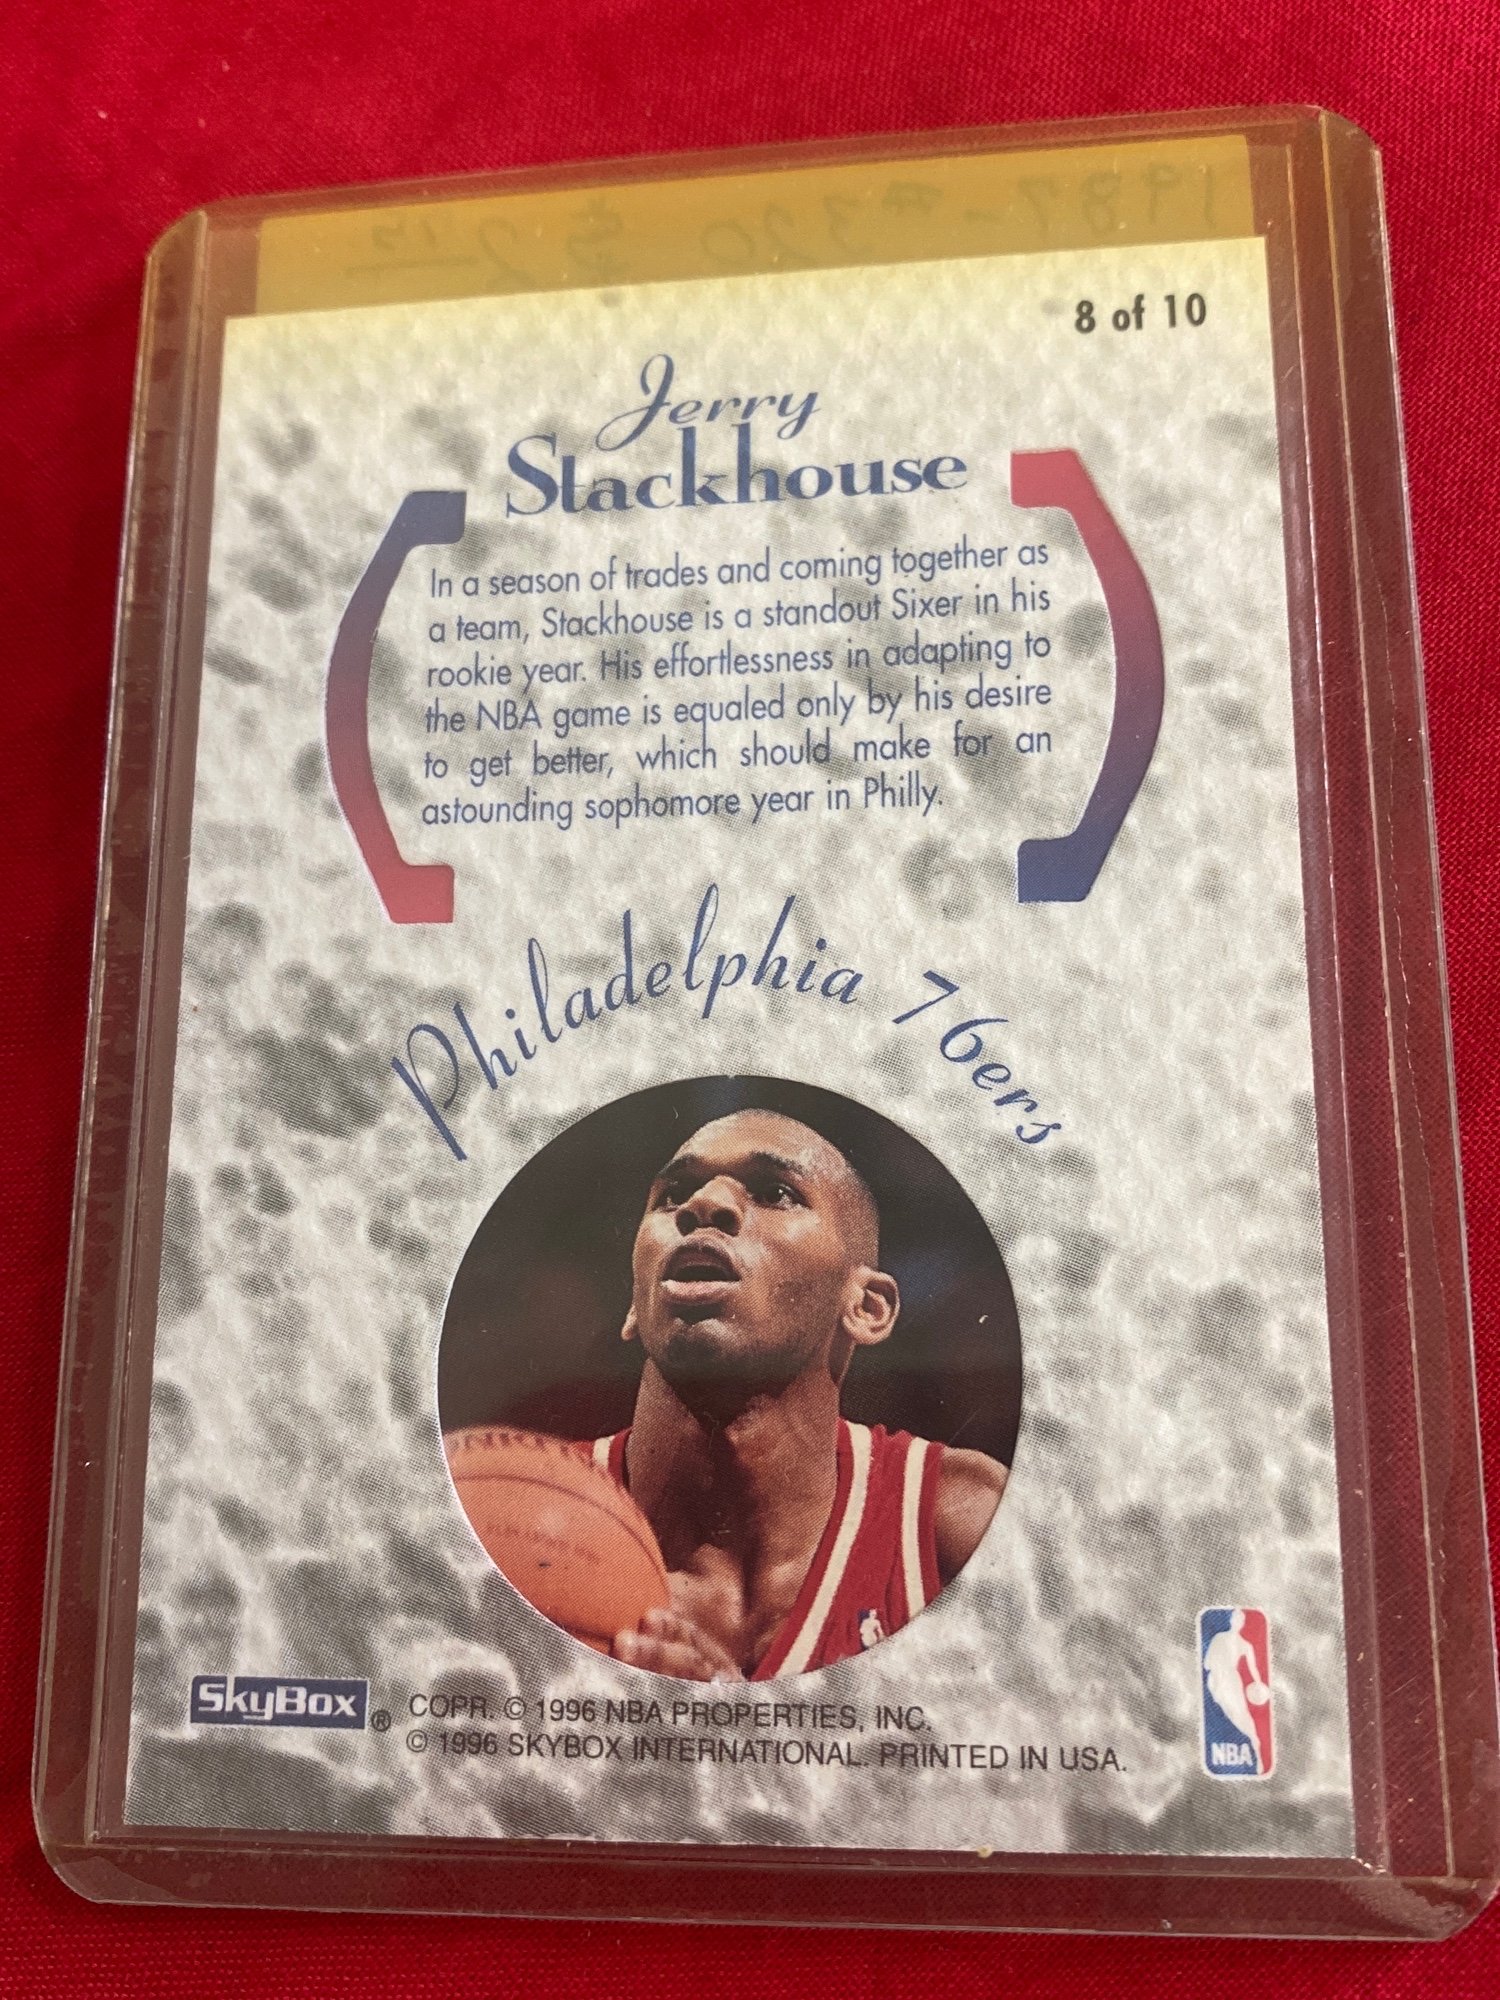 1987-#320 $2
8 of 10
Jerry
Stackhouse
In a season of trades and coming together as
a team, Stackhouse is a standout Sixer in his
rookie year. His effortlessness in adapting to
the NBA game is equaled only by his desire
to get better, which should make for an
astounding sophomore year in Philly.
Philadelphia 76ers
SkyBox® COPR. © 1996 NBA PROPERTIES, INC.
© 1996 SKYBOX INTERNATIONAL. PRINTED IN USA.
NBA